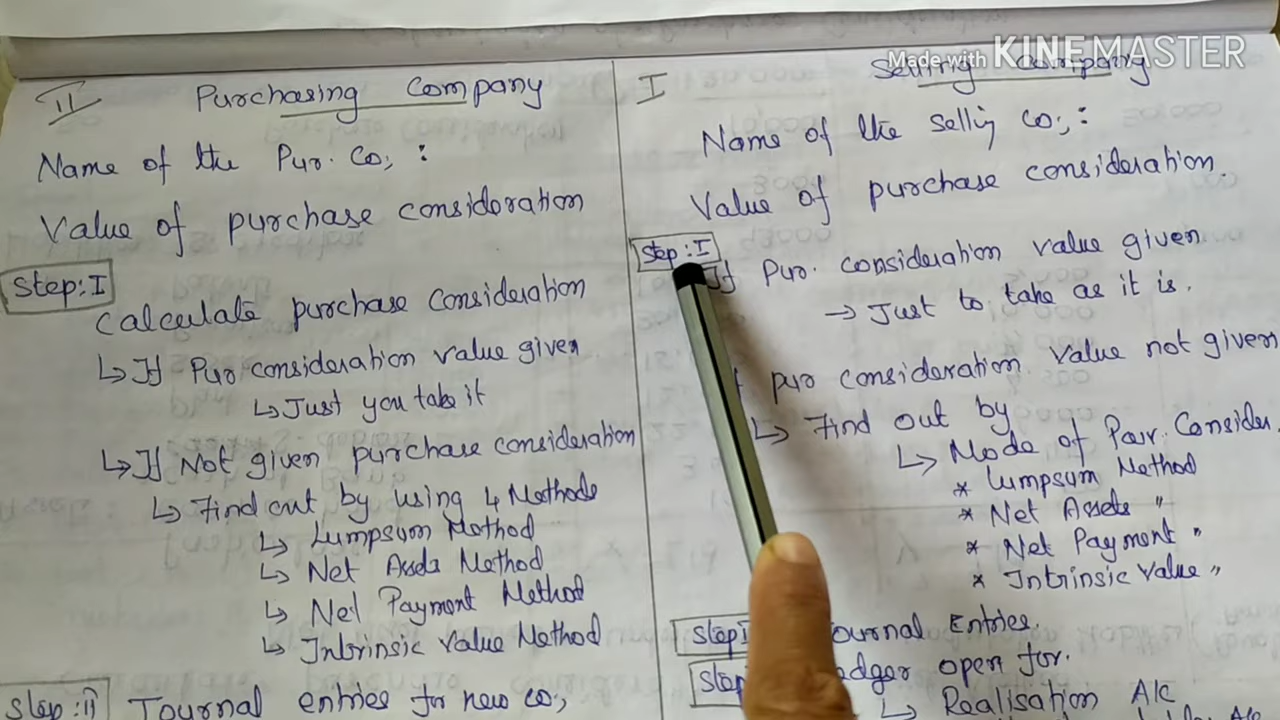 Made with KINEMASTER
II Purchasing Company
Name of the Pur. Co; :
Value of purchase consideration
Step:I
Calculate purchase consideration
↳ If Pur consideration value given
↳ Just you take it
↳ If Not given purchase consideration
↳ Find out by using 4 Methods
↳ Lumpsum Method
↳ Net Assets Method
↳ Net Payment Method
↳ Intrinsic Value Method
Step:ii Journal entries for new co;
I Selling Company
Name of the Selling Co; :
Value of purchase consideration.
Step:I
If Pur. consideration value given
→ Just to take as it is.
pur consideration Value not given
↳ Find out by
↳ Mode of Pur. Consider.
* Lumpsum Method
* Net Assets "
* Net Payment "
* Intrinsic Value "
Entries.
open for.
↳ Realisation A/c